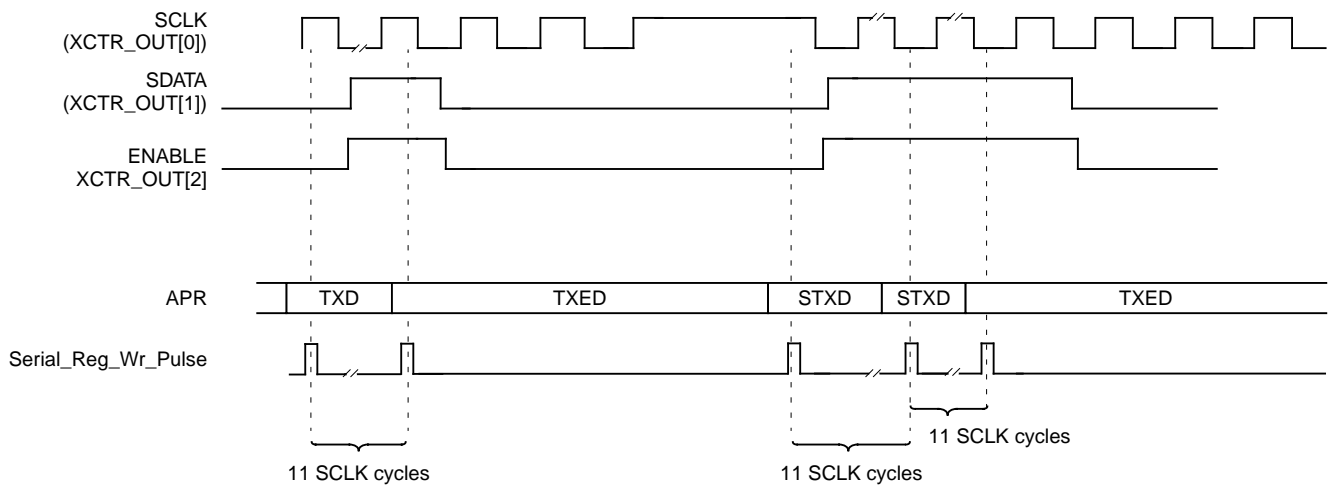 SCLK
(XCTR_OUT[0])
SDATA
(XCTR_OUT[1])
ENABLE
XCTR_OUT[2]
APR
TXD
TXED
STXD
STXD
TXED
Serial_Reg_Wr_Pulse
11 SCLK cycles
11 SCLK cycles
11 SCLK cycles